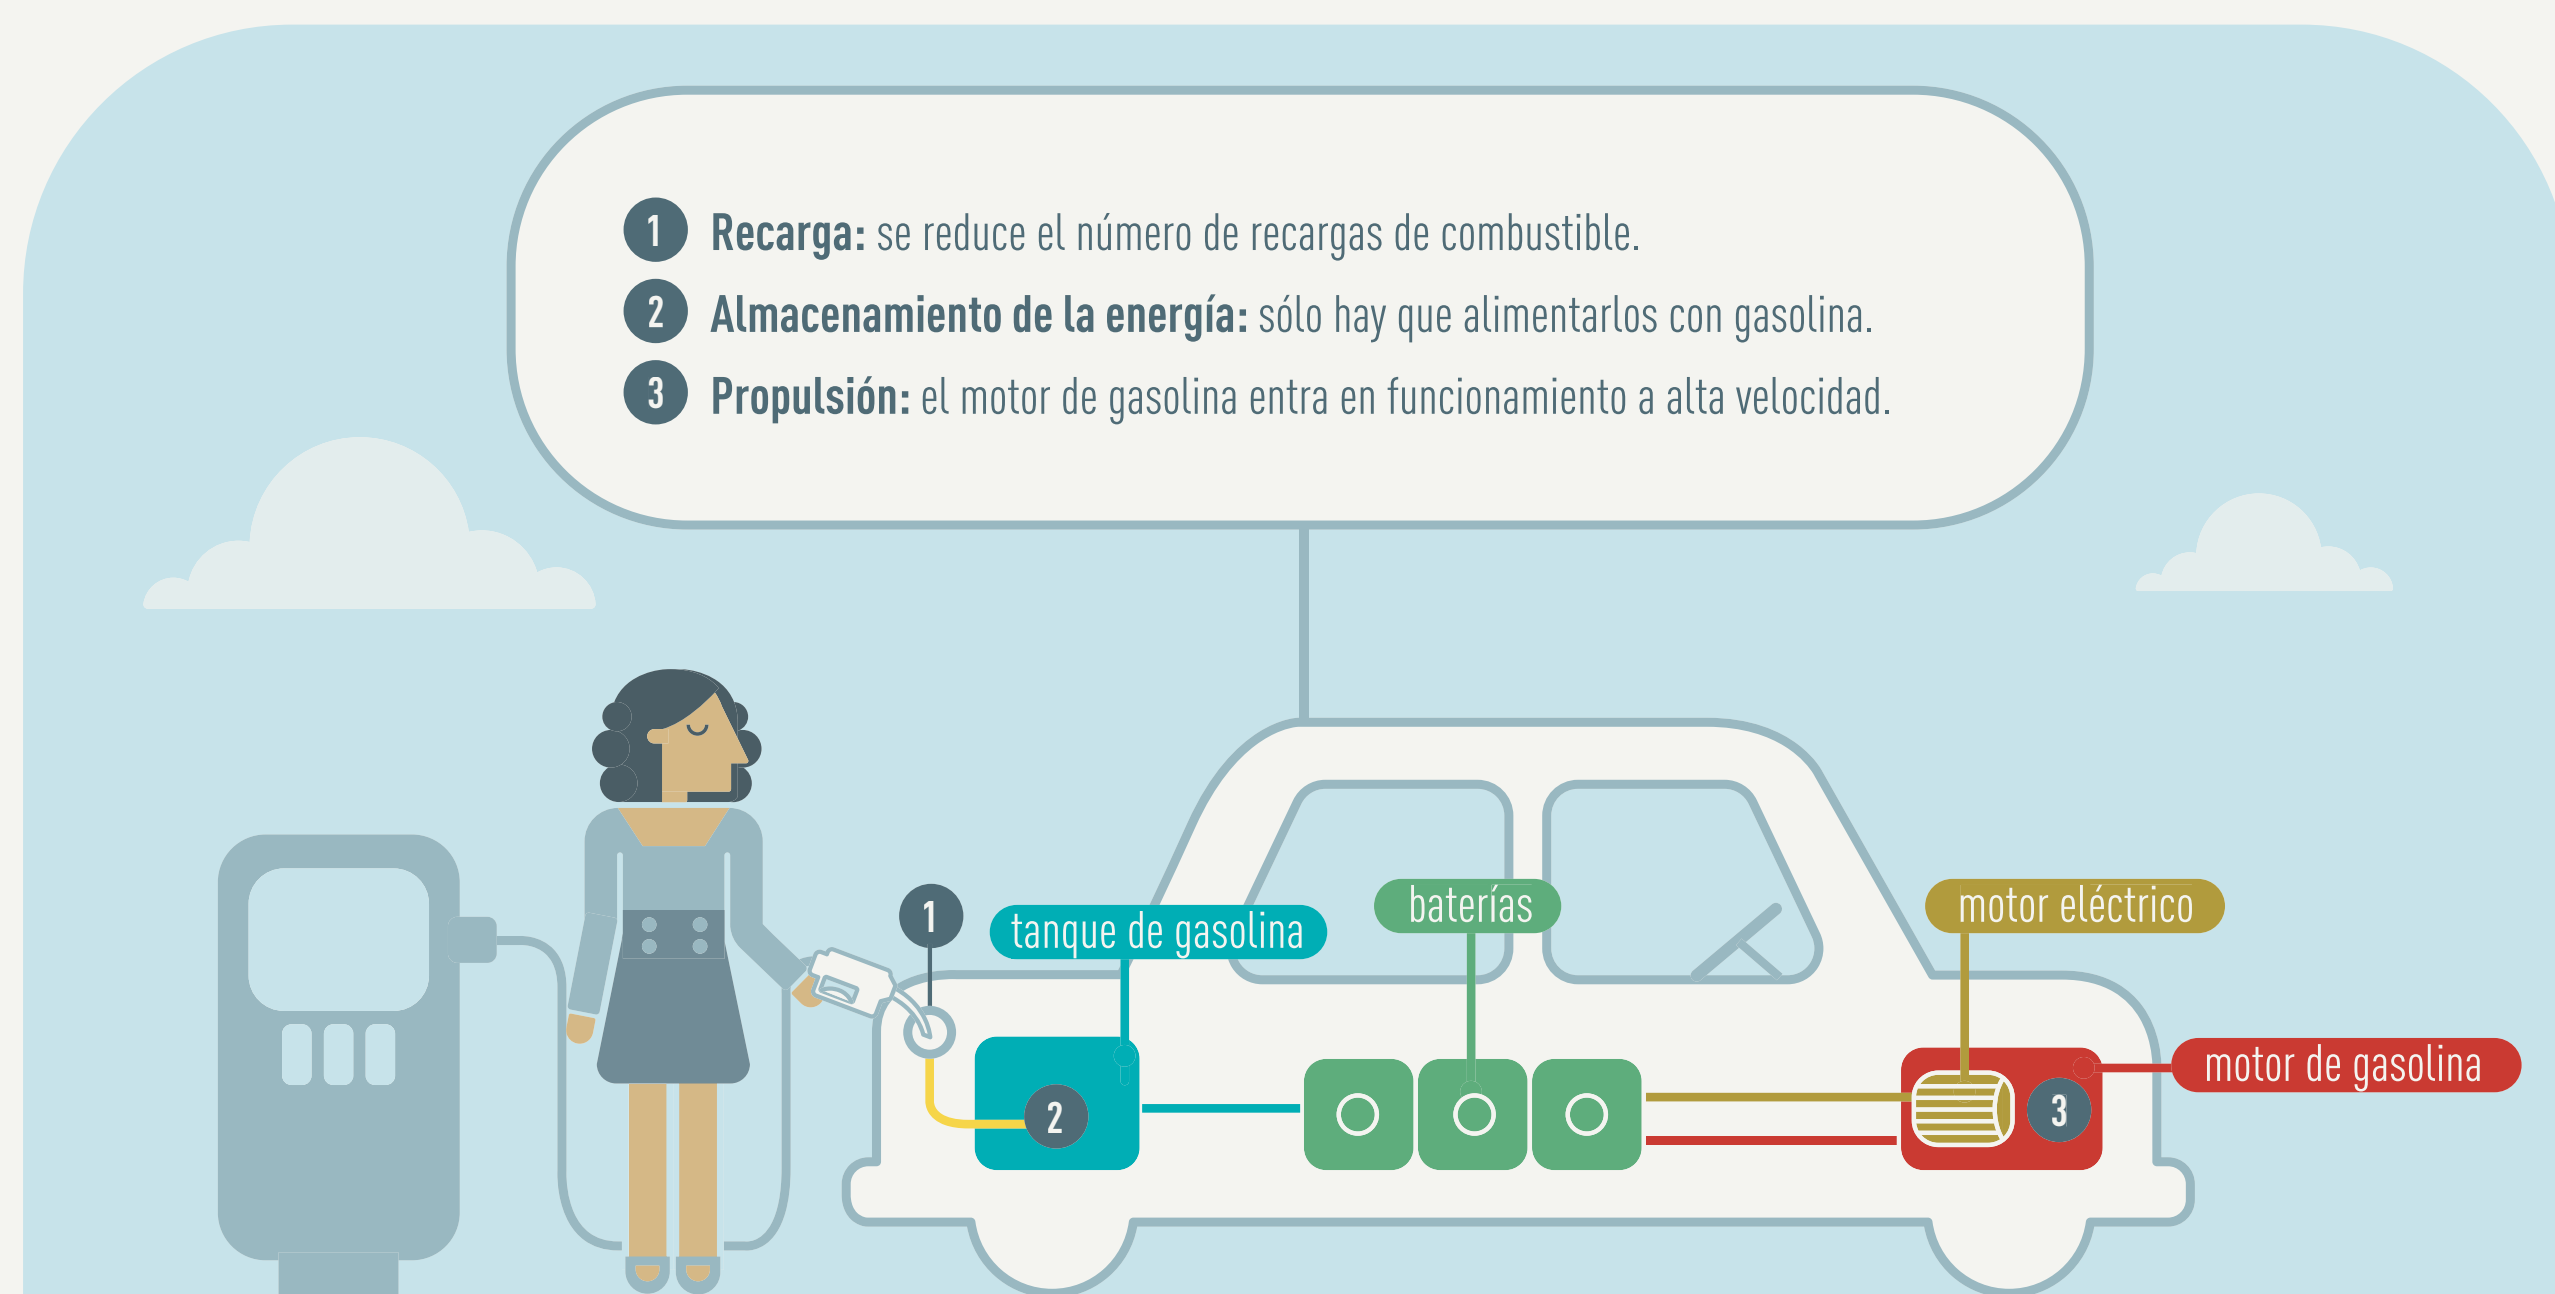 1 Recarga: se reduce el número de recargas de combustible.
2 Almacenamiento de la energía: sólo hay que alimentarlos con gasolina.
3 Propulsión: el motor de gasolina entra en funcionamiento a alta velocidad.
1
tanque de gasolina
baterías
motor eléctrico
motor de gasolina
2
3